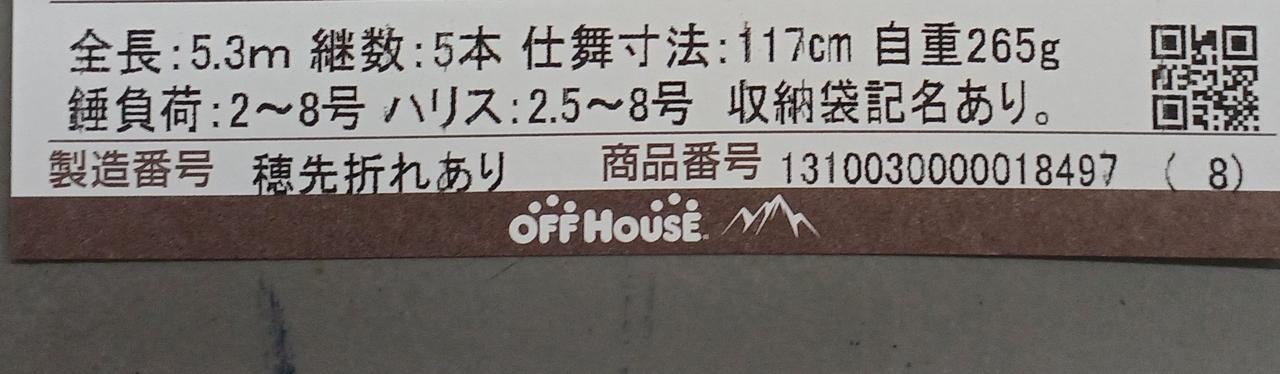 全長:5.3m 継数:5本 仕舞寸法:117cm 自重265g
錘負荷:2～8号 ハリス:2.5～8号 収納袋記名あり。
製造番号 穂先折れあり 商品番号 1310030000018497 ( 8)
OFF HOUSE